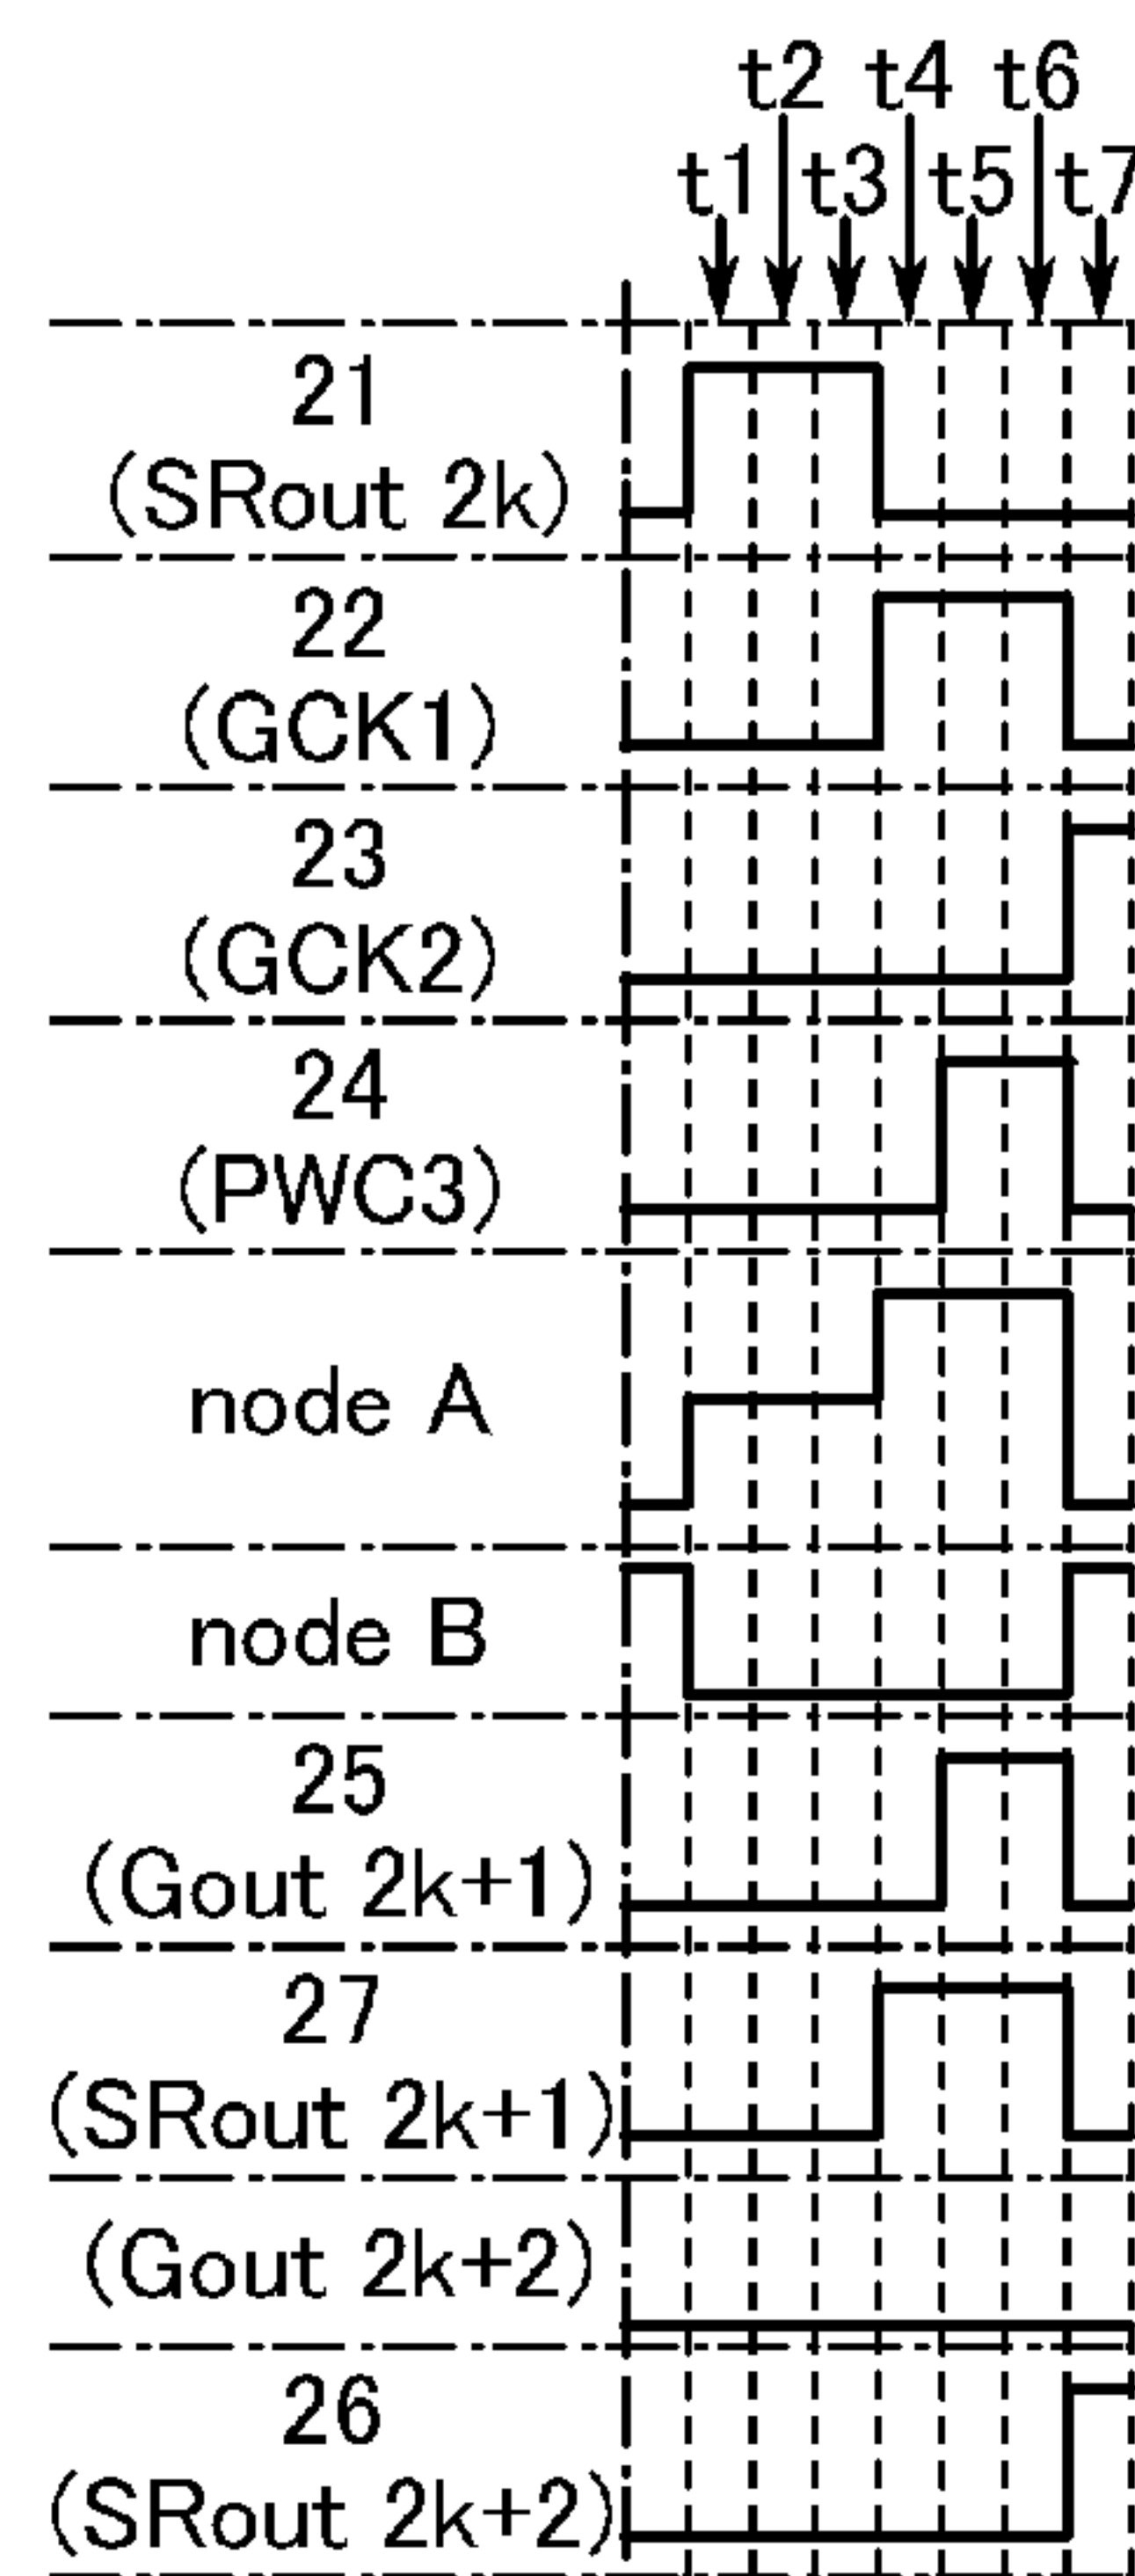 t2 t4 t6
t1 t3 t5 t7
21
(SRout 2k)
22
(GCK1)
23
(GCK2)
24
(PWC3)
node A
node B
25
(Gout 2k+1)
27
(SRout 2k+1)
(Gout 2k+2)
26
(SRout 2k+2)